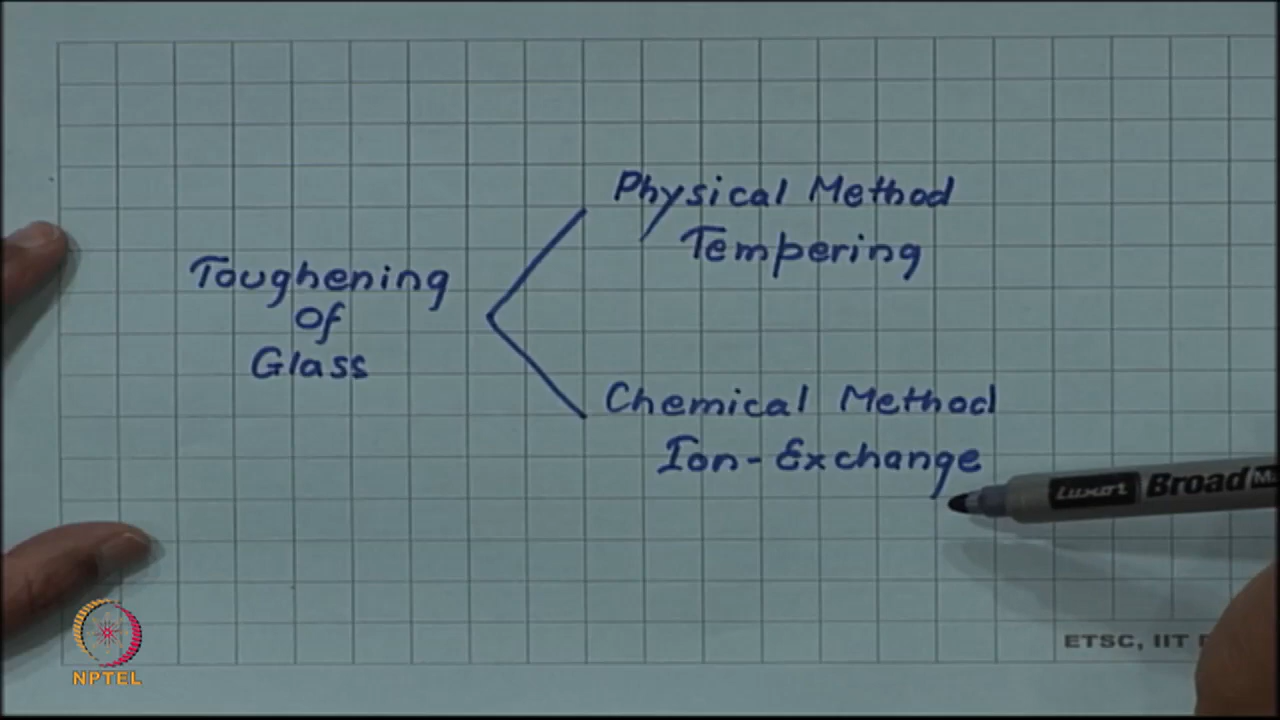 Physical Method
Tempering
Toughening
Of
Glass
Chemical Method
Ion-Exchange
Luxor Broad
ETSC, IIT
NPTEL